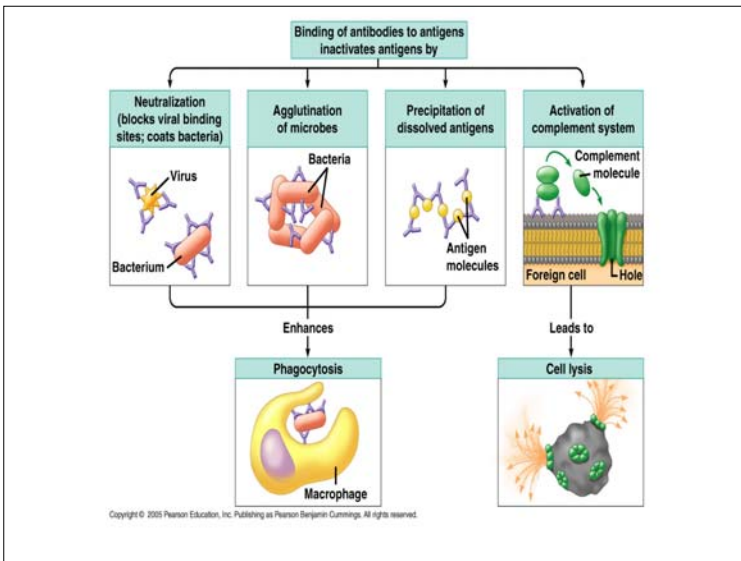 Binding of antibodies to antigens
inactivates antigens by
Neutralization
(blocks viral binding
sites; coats bacteria)
Agglutination
of microbes
Precipitation of
dissolved antigens
Activation of
complement system
Virus
Bacterium
Bacteria
Antigen
molecules
Complement
molecule
Foreign cell
Hole
Enhances
Leads to
Phagocytosis
Macrophage
Cell lysis
Copyright © 2005 Pearson Education, Inc. Publishing as Pearson Benjamin Cummings. All rights reserved.